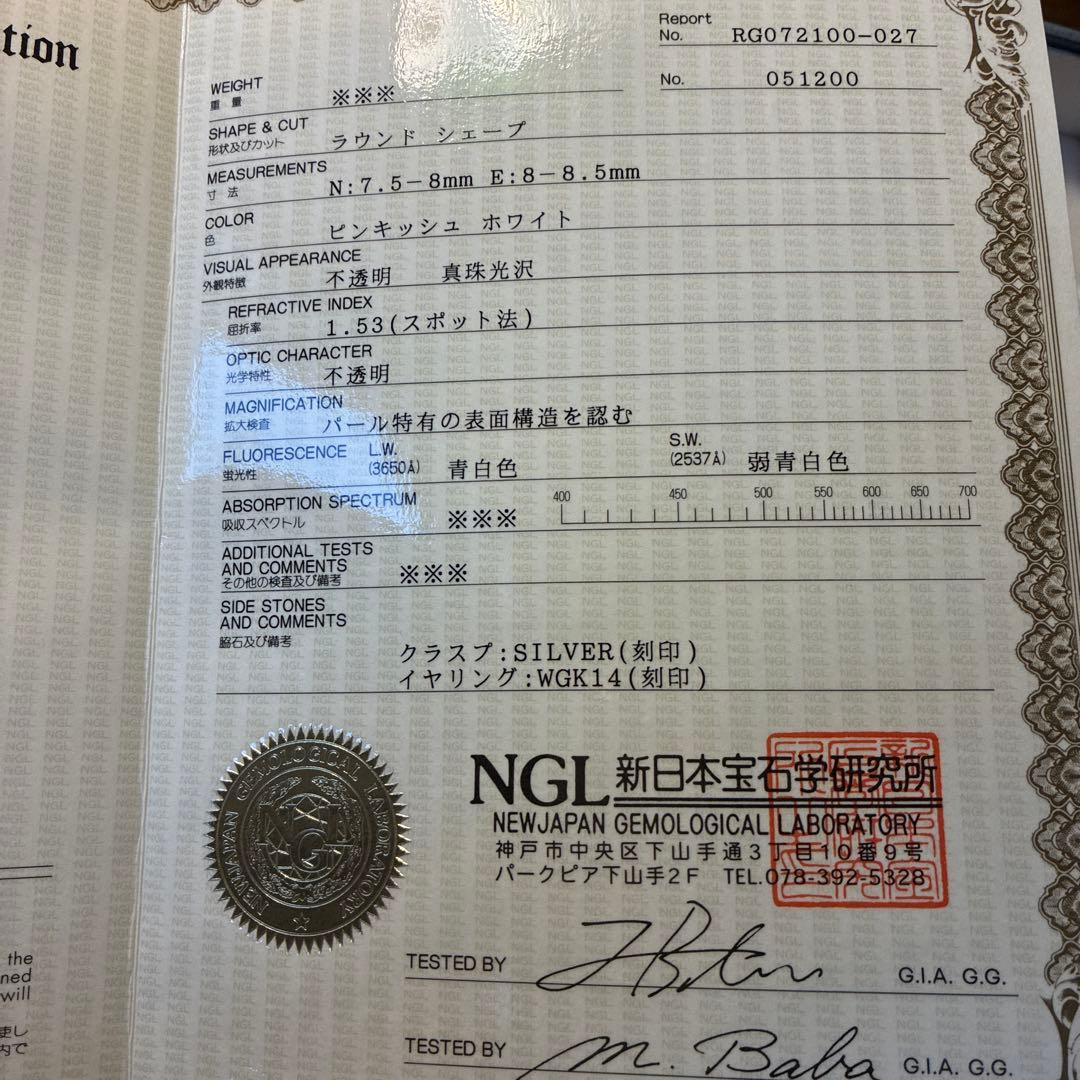 tion
Report
No. RG072100-027
No. 051200
WEIGHT
重量 ※※※
SHAPE & CUT
形状及びカット ラウンド シェープ
MEASUREMENTS
寸法 N:7.5-8mm E:8-8.5mm
COLOR
色 ピンキッシュ ホワイト
VISUAL APPEARANCE
外観特徴 不透明 真珠光沢
REFRACTIVE INDEX
屈折率 1.53(スポット法)
OPTIC CHARACTER
光学特性 不透明
MAGNIFICATION
拡大検査 パール特有の表面構造を認む
FLUORESCENCE L.W. S.W.
蛍光性 (3650Å) 青白色 (2537Å) 弱青白色
ABSORPTION SPECTRUM 400 450 500 550 600 650 700
吸収スペクトル ※※※
ADDITIONAL TESTS
AND COMMENTS
その他の検査及び備考 ※※※
SIDE STONES
AND COMMENTS
脇石及び備考
クラスプ:SILVER(刻印)
イヤリング:WGK14(刻印)
NEWJAPAN GEMOLOGICAL LABORATORY
NGL 新日本宝石学研究所
NEWJAPAN GEMOLOGICAL LABORATORY
神戸市中央区下山手通3丁目10番9号
パークピア下山手2F TEL.078-392-5328
TESTED BY G.I.A. G.G.
TESTED BY M. Baba G.I.A. G.G.
the
ned
will
内で